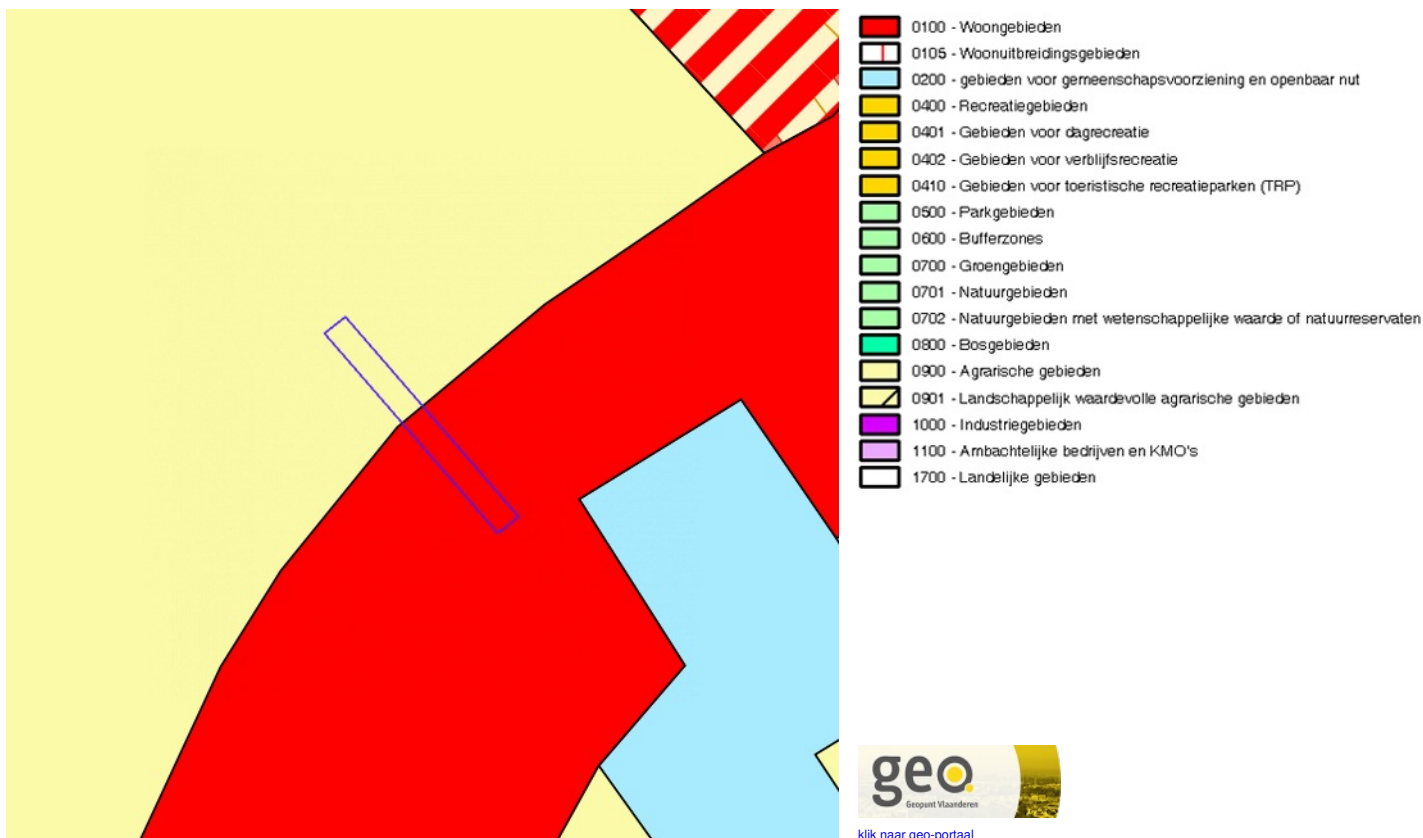 0100 - Woongebieden
0105 - Woonuitbreidingsgebieden
0200 - gebieden voor gemeenschapsvoorziening en openbaar nut
0400 - Recreatiegebieden
0401 - Gebieden voor dagrecreatie
0402 - Gebieden voor verblijfsrecreatie
0410 - Gebieden voor toeristische recreatieparken (TRP)
0500 - Parkgebieden
0600 - Bufferzones
0700 - Groengebieden
0701 - Natuurgebieden
0702 - Natuurgebieden met wetenschappelijke waarde of natuurreservaten
0800 - Bosgebieden
0900 - Agrarische gebieden
0901 - Landschappelijk waardevolle agrarische gebieden
1000 - Industriegebieden
1100 - Ambachtelijke bedrijven en KMO's
1700 - Landelijke gebieden
geo
Geopunt Vlaanderen
klik naar geo-portaal